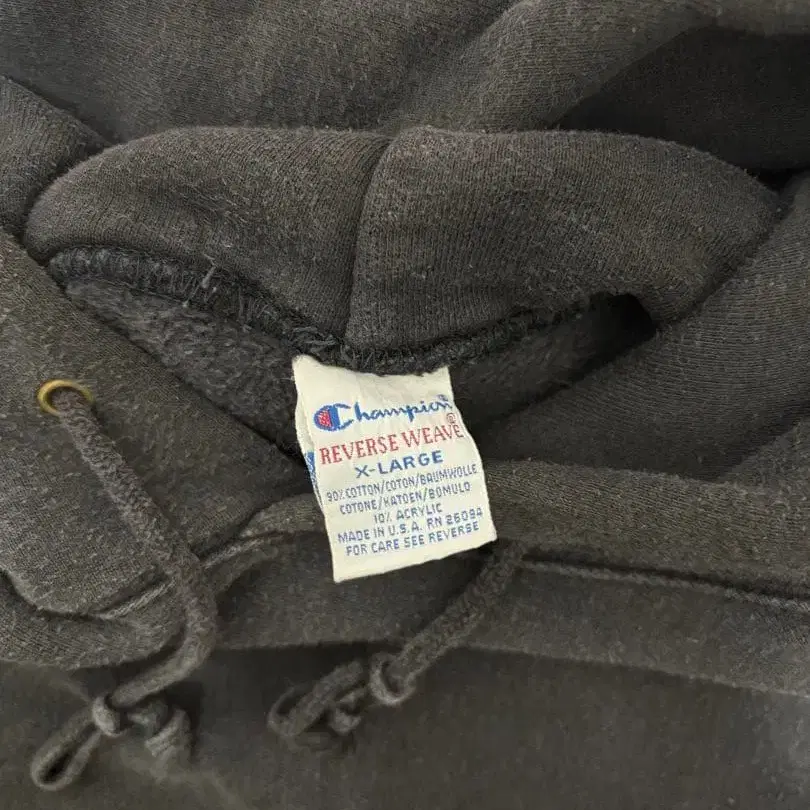 Champion®
REVERSE WEAVE®
X-LARGE
90% COTTON/COTON/BAUMWOLLE
COTONE/KATOEN/BOMULD
10% ACRYLIC
MADE IN U.S.A. RN 26094
FOR CARE SEE REVERSE